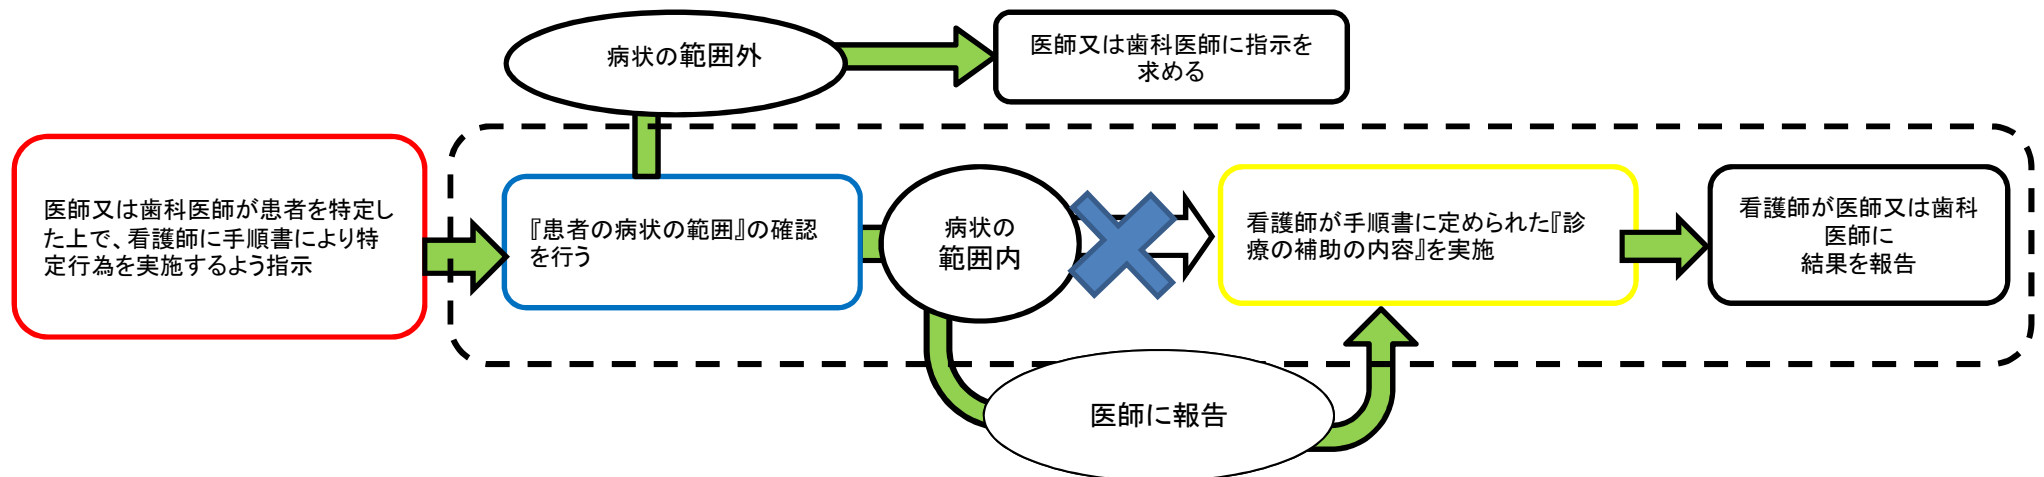 病状の範囲外
医師又は歯科医師に指示を
求める
医師又は歯科医師が患者を特定し
た上で、看護師に手順書により特
定行為を実施するよう指示
『患者の病状の範囲』の確認
を行う
病状の
範囲内
看護師が手順書に定められた『診
療の補助の内容』を実施
看護師が医師又は歯科
医師に
結果を報告
医師に報告